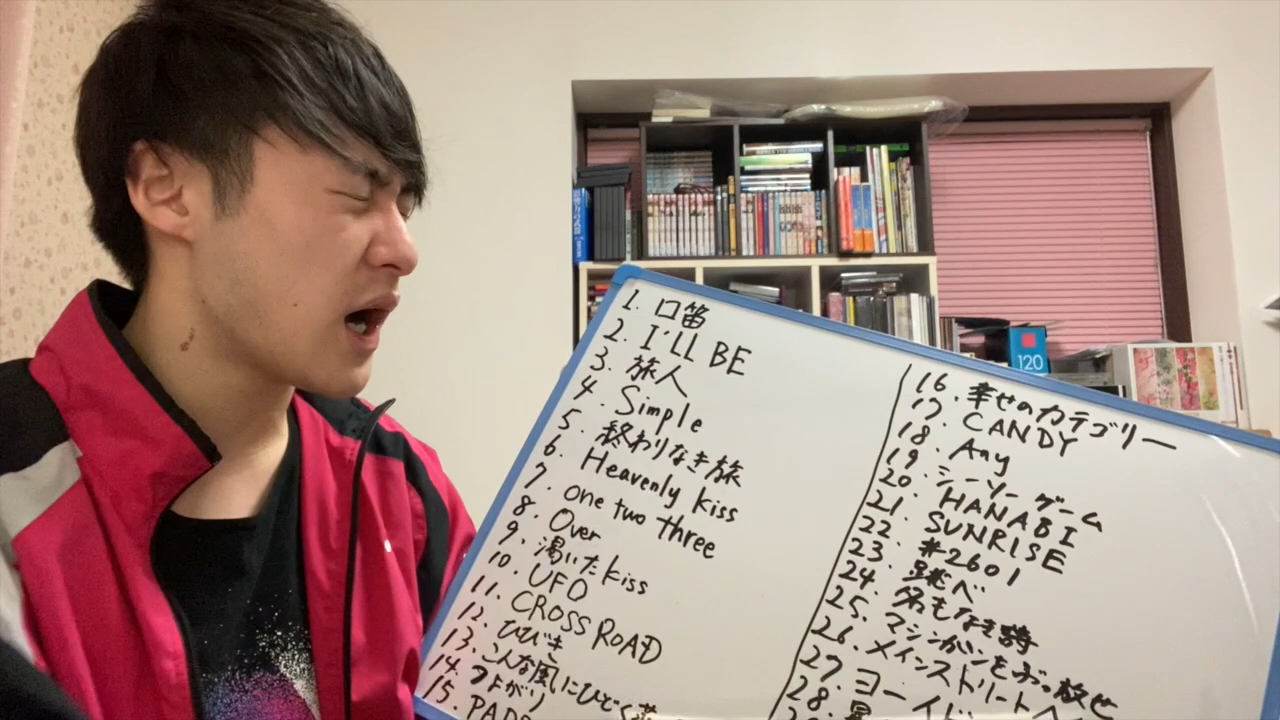 1. 口笛
2. I'LL BE
3. 旅人
4. Simple
5. 終わりなき旅
6. Heavenly kiss
7. one two three
8. Over
9. 渇いたkiss
10. UFO
11. CROSS ROAD
12. ひびき
13. こんな風にひどく
14. つよがり
15. PADD
16. 幸せのカテゴリー
17. CANDY
18. Any
19. シーソーゲーム
20. HANABI
21. SUNRISE
22. #2601
23. 跳べ
24. 名もなき詩
25. マシンガンをぶっ放せ
26. メインストリートへ
27. ヨーイド
28.
120